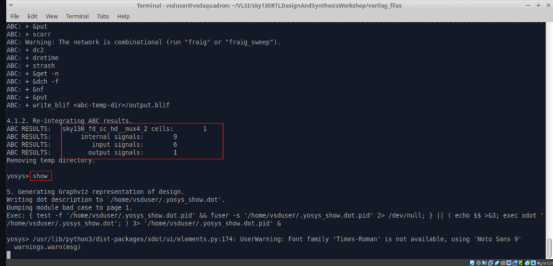 Terminal - vsduser@vsdsquadron: ~/VLSI/sky130RTLDesignAndSynthesisWorkshop/verilog_files
File Edit View Terminal Tabs Help
ABC: + &put
ABC: + scorr
ABC: Warning: The network is combinational (run "fraig" or "fraig_sweep").
ABC: + dc2
ABC: + dretime
ABC: + strash
ABC: + &get -n
ABC: + &dch -f
ABC: + &nf
ABC: + &put
ABC: + write_blif <abc-temp-dir>/output.blif
4.1.2. Re-integrating ABC results.
ABC RESULTS: sky130_fd_sc_hd__mux4_2 cells: 1
ABC RESULTS: internal signals: 9
ABC RESULTS: input signals: 6
ABC RESULTS: output signals: 1
Removing temp directory.
yosys> show
5. Generating Graphviz representation of design.
Writing dot description to `/home/vsduser/.yosys_show.dot'.
Dumping module bad_case to page 1.
Exec: { test -f '/home/vsduser/.yosys_show.dot.pid' && fuser -s '/home/vsduser/.yosys_show.dot.pid' 2> /dev/null; } || ( echo $$ >&3; exec xdot '
/home/vsduser/.yosys_show.dot'; ) 3> '/home/vsduser/.yosys_show.dot.pid' &
yosys> /usr/lib/python3/dist-packages/xdot/ui/elements.py:174: UserWarning: Font family 'Times-Roman' is not available, using 'Noto Sans 9'
warnings.warn(msg)